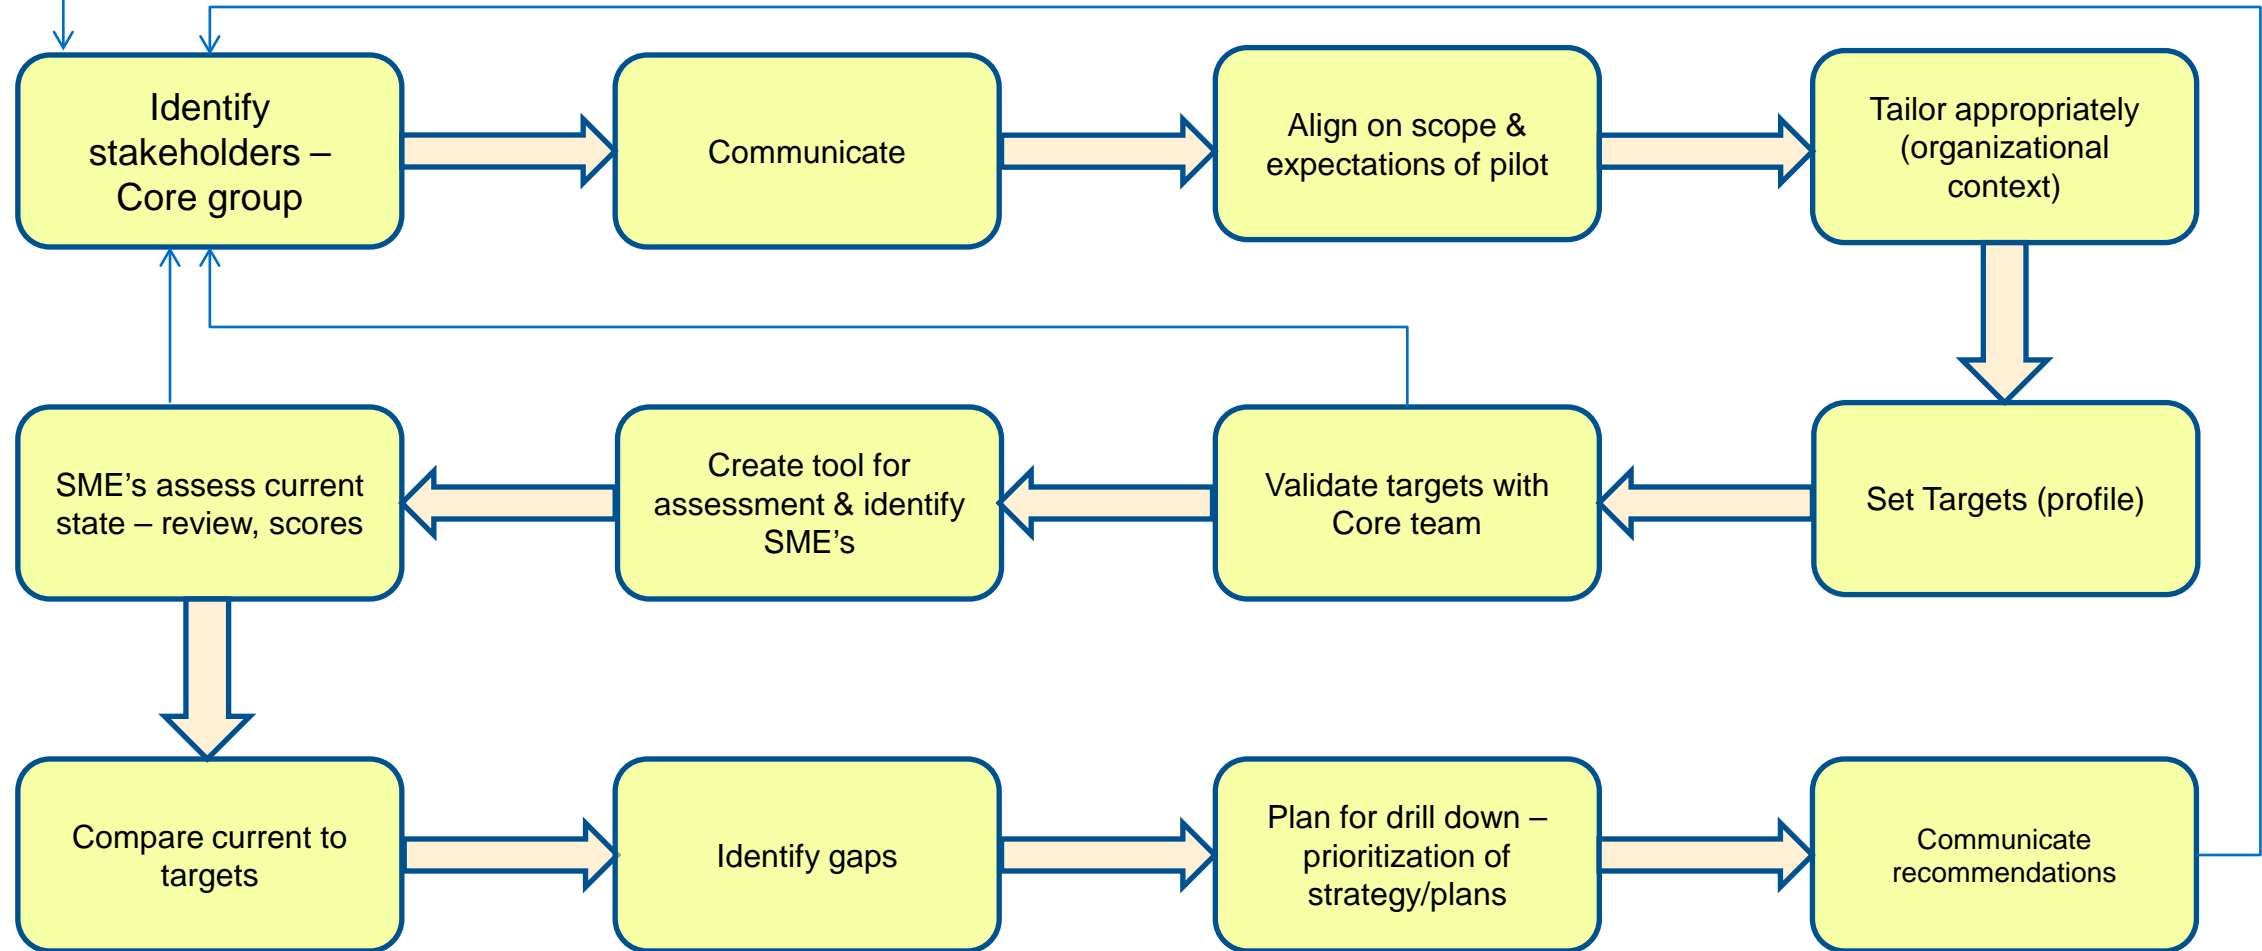 Identify
stakeholders –
Core group
Communicate
Align on scope &
expectations of pilot
Tailor appropriately
(organizational
context)
SME’s assess current
state – review, scores
Create tool for
assessment & identify
SME’s
Validate targets with
Core team
Set Targets (profile)
Compare current to
targets
Identify gaps
Plan for drill down –
prioritization of
strategy/plans
Communicate
recommendations